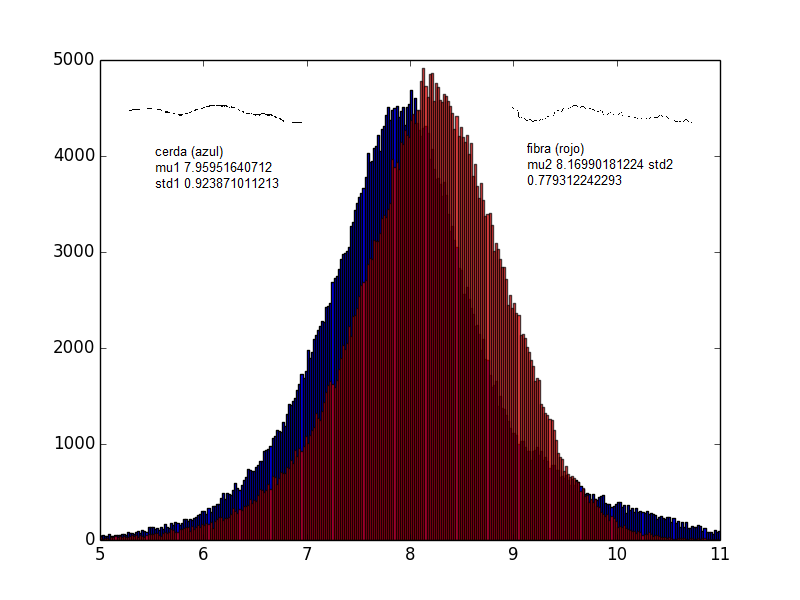 5000
4000
3000
2000
1000
0
cerda (azul)
mu1 7.95951640712
std1 0.923871011213
fibra (rojo)
mu2 8.16990181224 std2
0.779312242293
5 6 7 8 9 10 11